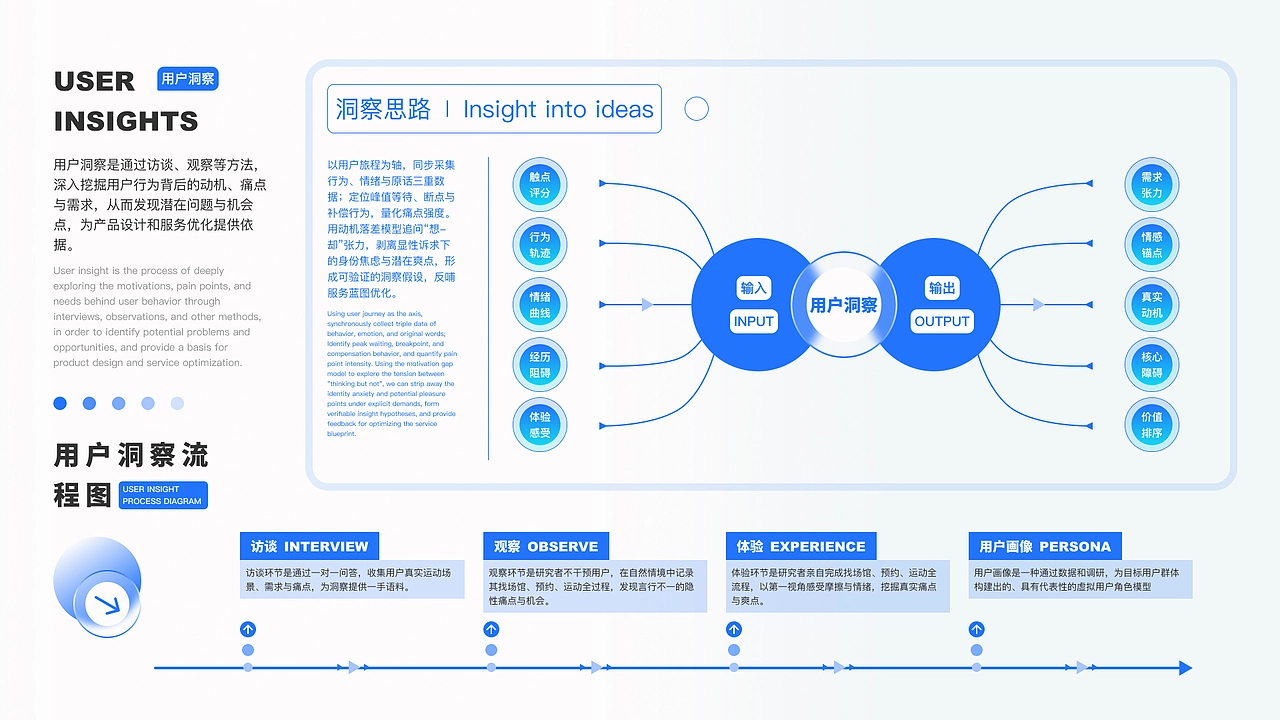 USER
用户洞察
INSIGHTS
用户洞察是通过访谈、观察等方法，
深入挖掘用户行为背后的动机、痛点
与需求，从而发现潜在问题与机会
点，为产品设计和服务优化提供依
据。
User insight is the process of deeply
exploring the motivations, pain points, and
needs behind user behavior through
interviews, observations, and other methods,
in order to identify potential problems and
opportunities, and provide a basis for
product design and service optimization.
用户洞察流
程图
USER INSIGHT
PROCESS DIAGRAM
洞察思路 | Insight into ideas
以用户旅程为轴，同步采集
行为、情绪与原话三重数
据；定位峰值等待、断点与
补偿行为，量化痛点强度。
用动机落差模型追问“想–
却”张力，剥离显性诉求下
的身份焦虑与潜在爽点，形
成可验证的洞察假设，反哺
服务蓝图优化。
Using user journey as the axis,
synchronously collect triple data of
behavior, emotion, and original words;
Identify peak waiting, breakpoint, and
compensation behavior, and quantify pain
point intensity. Using the motivation gap
model to explore the tension between
"thinking but not", we can strip away the
identity anxiety and potential pleasure
points under explicit demands, form
verifiable insight hypotheses, and provide
feedback for optimizing the service
blueprint.
触点
评分
行为
轨迹
情绪
曲线
经历
阻碍
体验
感受
输入
INPUT
用户洞察
输出
OUTPUT
需求
张力
情感
锚点
真实
动机
核心
障碍
价值
排序
访谈 INTERVIEW
访谈环节是通过一对一问答，收集用户真实运动场
景、需求与痛点，为洞察提供一手语料。
观察 OBSERVE
观察环节是研究者不干预用户，在自然情境中记录
其找场馆、预约、运动全过程，发现言行不一的隐
性痛点与机会。
体验 EXPERIENCE
体验环节是研究者亲自完成找场馆、预约、运动全
流程，以第一视角感受摩擦与情绪，挖掘真实痛点
与爽点。
用户画像 PERSONA
用户画像是一种通过数据和调研，为目标用户群体
构建出的、具有代表性的虚拟用户角色模型